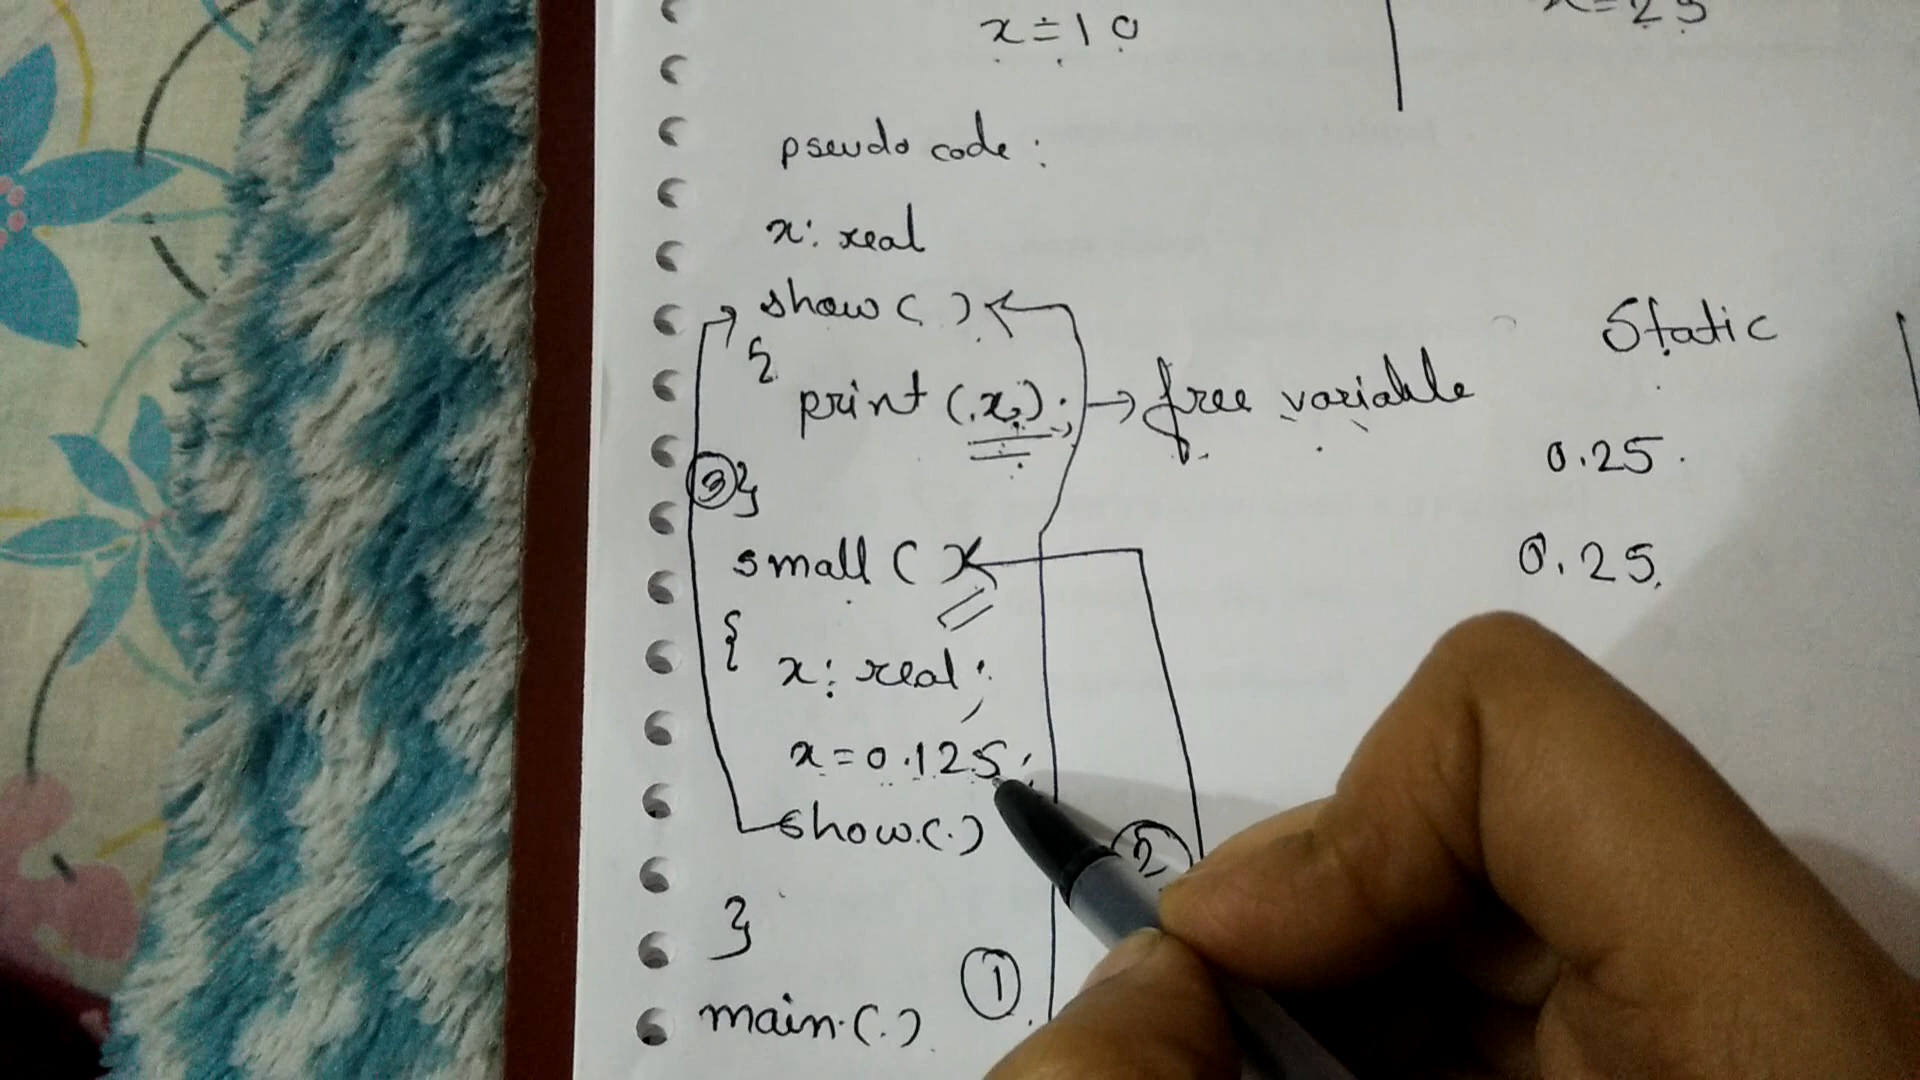 x=10
x=25
pseudo code:
x: real
show( )
{
print(x); → free variable
}
③
small( )
{
x: real;
x=0.125;
show( )
}
②
①
main( )
Static
0.25
0.25